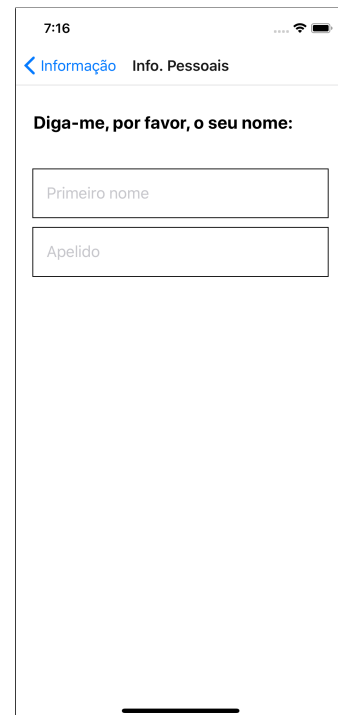 7:16
Informação Info. Pessoais
Diga-me, por favor, o seu nome:
Primeiro nome
Apelido